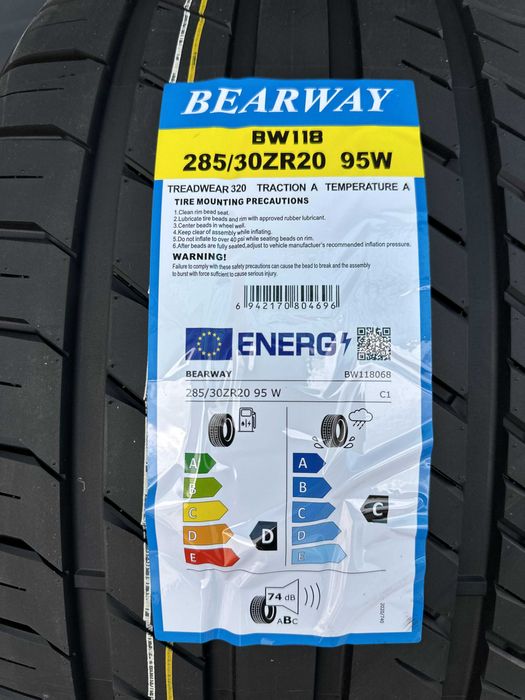 BEARWAY
BW118
285/30ZR20 95W
TREADWEAR 320 TRACTION A TEMPERATURE A
TIRE MOUNTING PRECAUTIONS
1.Clean rim bead seat.
2.Lubricate tire beads and rim with approved rubber lubricant.
3.Center beads in wheel well.
4.Keep clear of assembly while inflating.
5.Do not inflate to over 40 psi while seating beads on rim.
6.After beads are fully seated,adjust to vehicle manufactuer's recommended inflation pressure.
WARNING!
Failure to comply with these safety precautions can cause the bead to break and the assembly
to burst with force sufficient to cause serious injury.
6 942170 804696
ENERG
BEARWAY BW118068
285/30ZR20 95 W C1
A A
B B
C C C
D D D
E E
74 dB
ABC
2020/740